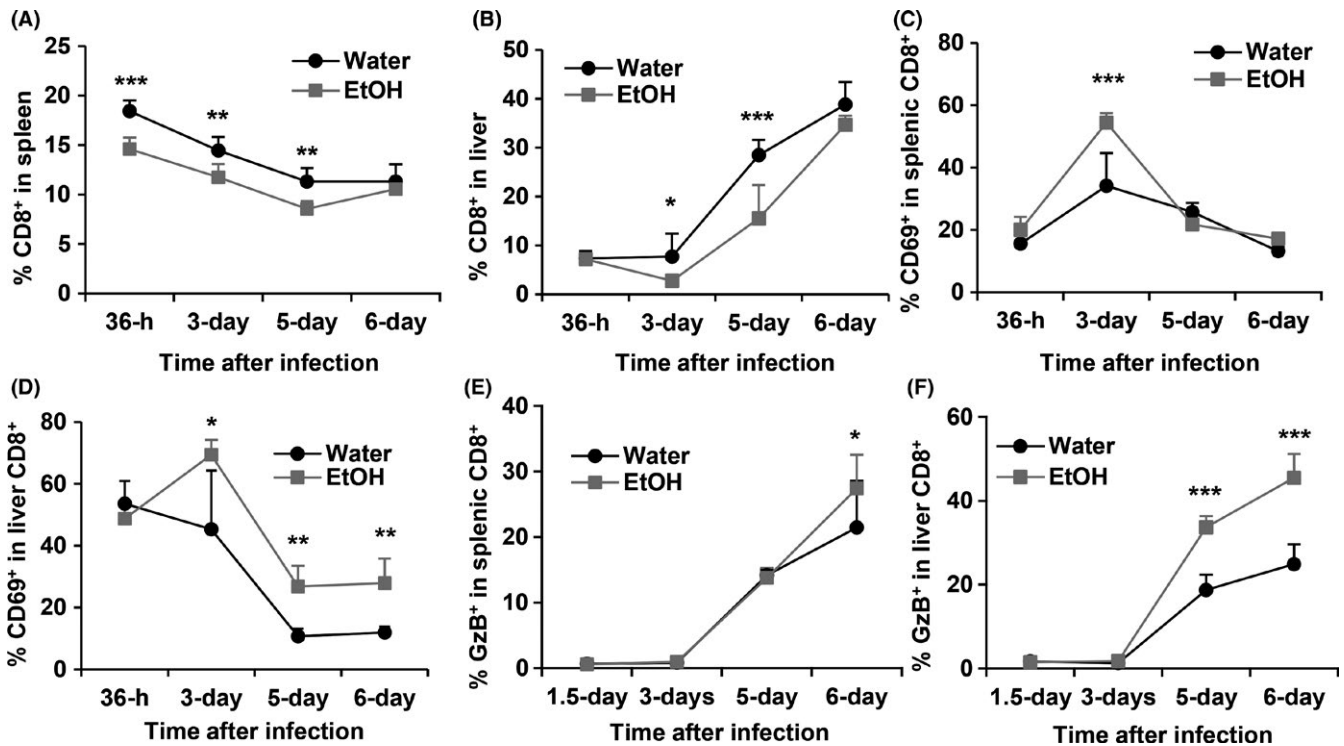 (A)
% CD8⁺ in spleen
25
20
15
10
5
0
***
**
**
Water
EtOH
36-h 3-day 5-day 6-day
Time after infection
(B)
% CD8⁺ in liver
50
40
30
20
10
0
*
***
Water
EtOH
36-h 3-day 5-day 6-day
Time after infection
(C)
% CD69⁺ in splenic CD8⁺
80
60
40
20
0
***
Water
EtOH
36-h 3-day 5-day 6-day
Time after infection
(D)
% CD69⁺ in liver CD8⁺
80
60
40
20
0
*
**
**
Water
EtOH
36-h 3-day 5-day 6-day
Time after infection
(E)
% GzB⁺ in splenic CD8⁺
40
30
20
10
0
*
Water
EtOH
1.5-day 3-days 5-day 6-day
Time after infection
(F)
% GzB⁺ in liver CD8⁺
60
40
20
0
***
***
Water
EtOH
1.5-day 3-days 5-day 6-day
Time after infection